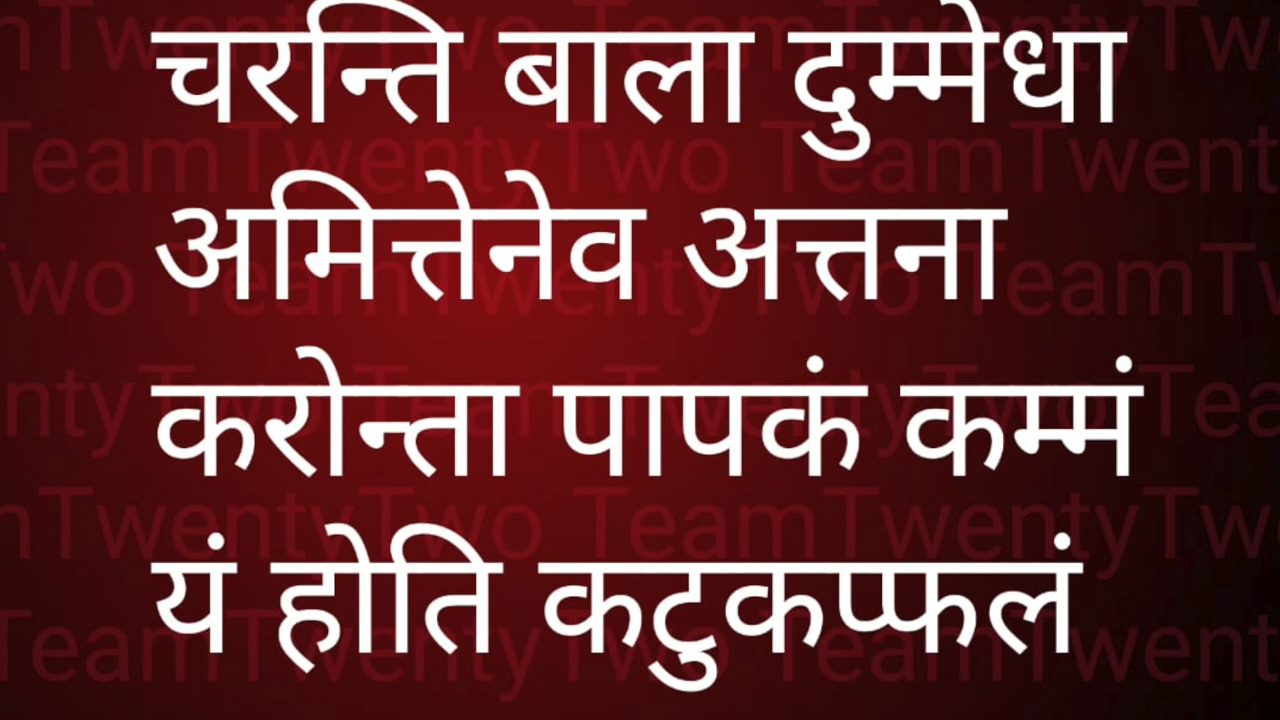 चरन्ति बाला दुम्मेधा
अमित्तेनेव अत्तना
करोन्ता पापकं कम्मं
यं होति कटुकप्फलं